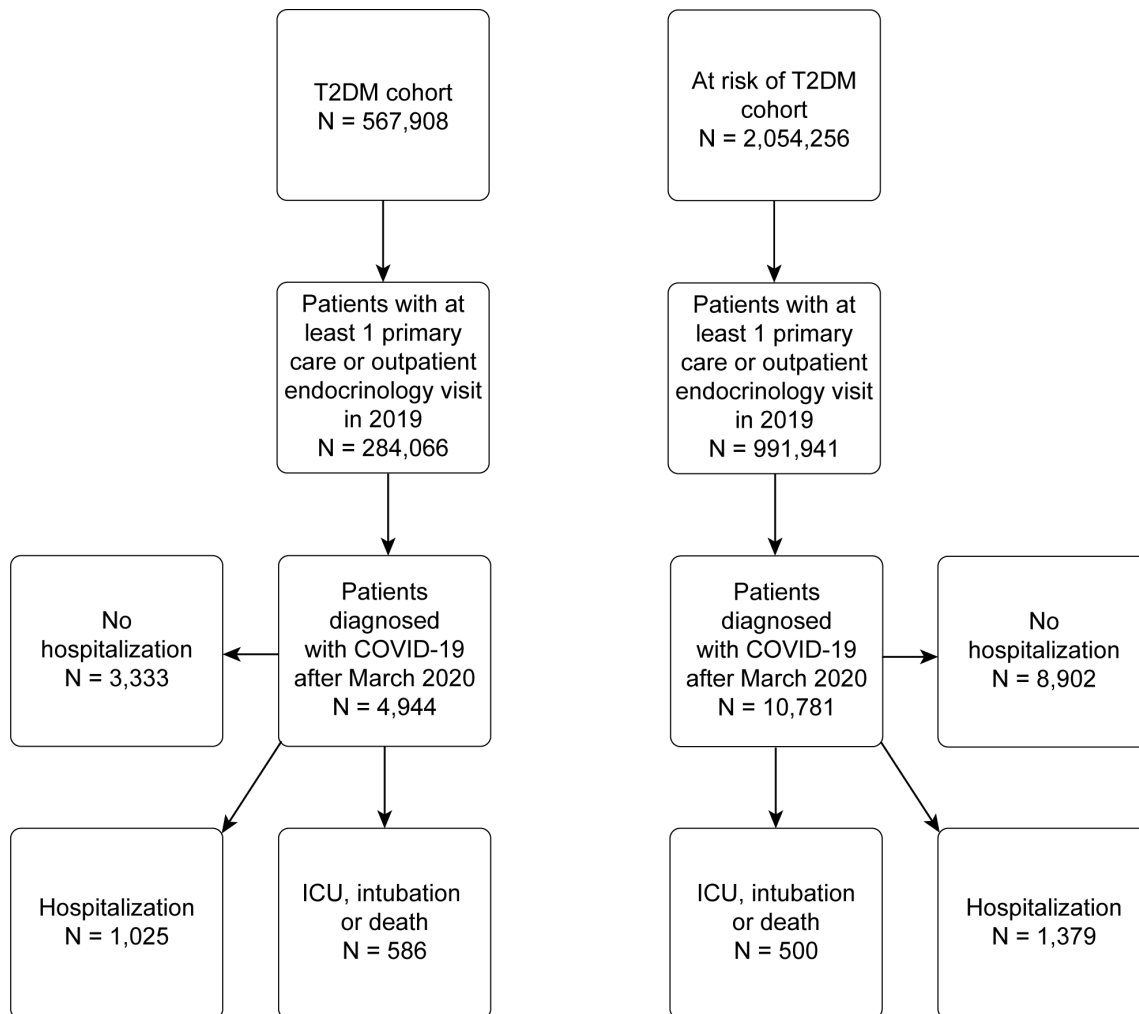 T2DM cohort
N = 567,908
At risk of T2DM
cohort
N = 2,054,256
Patients with at
least 1 primary
care or outpatient
endocrinology visit
in 2019
N = 284,066
Patients with at
least 1 primary
care or outpatient
endocrinology visit
in 2019
N = 991,941
No
hospitalization
N = 3,333
Patients
diagnosed
with COVID-19
after March 2020
N = 4,944
Patients
diagnosed
with COVID-19
after March 2020
N = 10,781
No
hospitalization
N = 8,902
Hospitalization
N = 1,025
ICU, intubation
or death
N = 586
ICU, intubation
or death
N = 500
Hospitalization
N = 1,379